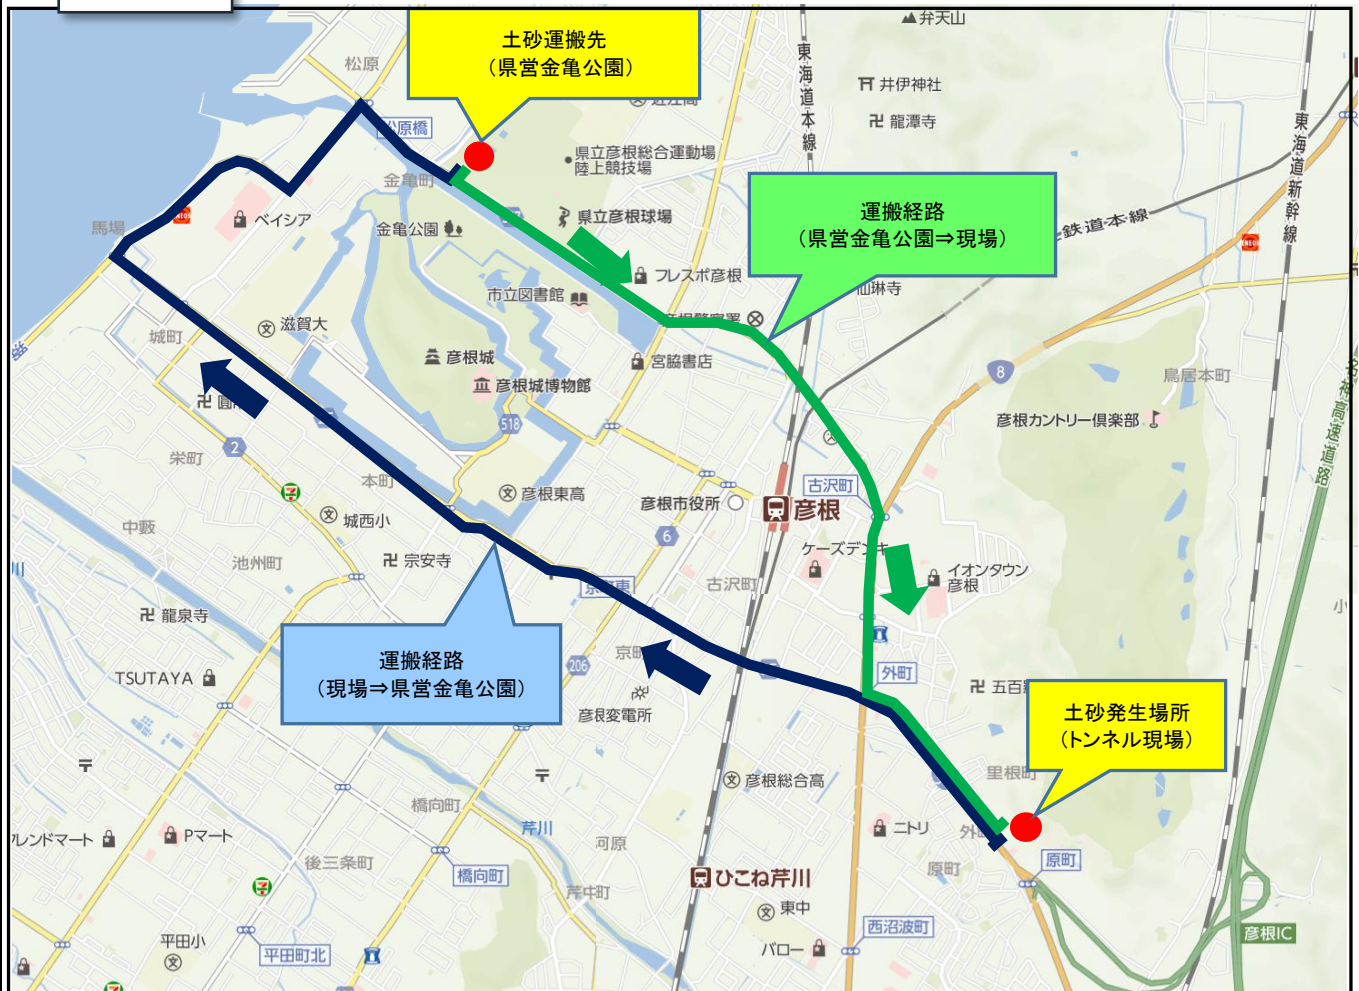 土砂運搬先
（県営金亀公園）
弁天山
松原
東海道本線
井伊神社
龍潭寺
松原橋
県立彦根総合運動場
陸上競技場
東海道新幹線
金亀町
運搬経路
（県営金亀公園⇒現場）
ENEOS
ベイシア
馬場
金亀公園
県立彦根球場
鉄道本線
ENEOS
フレスポ彦根
仙琳寺
市立図書館
城町
滋賀大
彦根城
宮脇書店
彦根城博物館
8
鳥居本町
名神高速道路
彦根カントリー倶楽部
518
2
栄町
本町
彦根東高
彦根市役所
彦根
古沢町
中藪
城西小
6
池州町
宗安寺
古沢町
イオンタウン
彦根
龍泉寺
運搬経路
（現場⇒県営金亀公園）
206
外町
TSUTAYA
彦根変電所
土砂発生場所
（トンネル現場）
里根町
彦根総合高
橋向町
芹川
ニトリ
Pマート
河原
後三条町
原町
原町
橋向町
ひこね芹川
芹中町
東中
西沼波町
彦根IC
平田小
平田町北
バロー